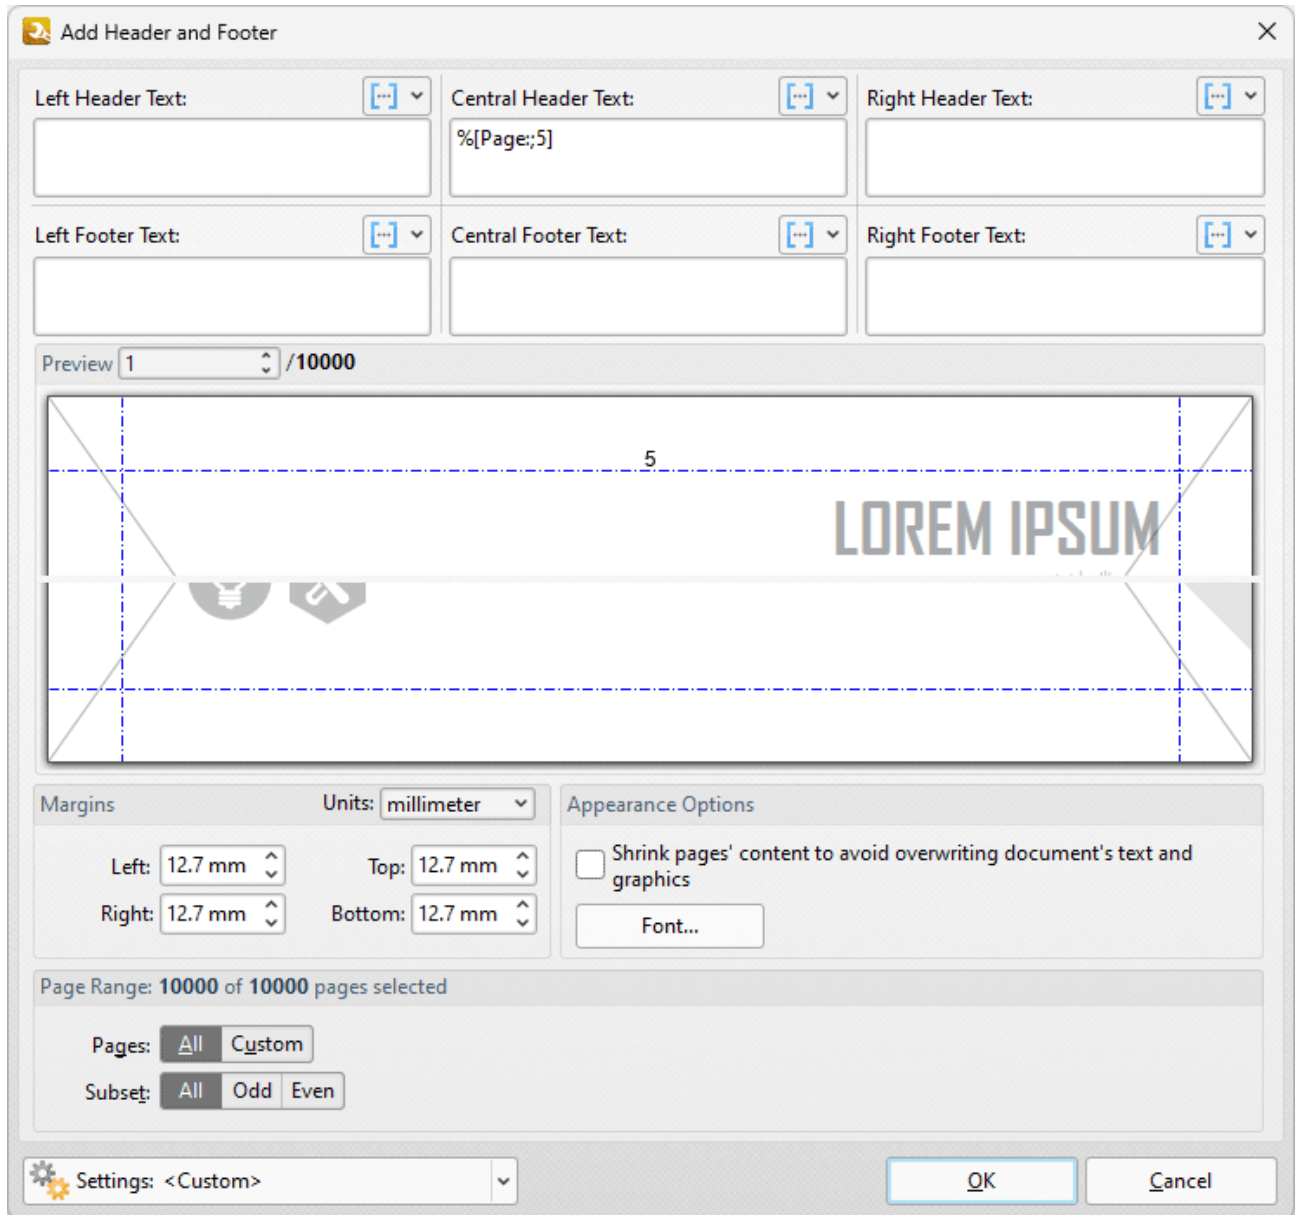 Add Header and Footer
Left Header Text:
Central Header Text:
Right Header Text:
%[Page:;5]
Left Footer Text:
Central Footer Text:
Right Footer Text:
Preview 1 /10000
5
LOREM IPSUM
Margins
Units: millimeter
Appearance Options
Left: 12.7 mm
Top: 12.7 mm
Right: 12.7 mm
Bottom: 12.7 mm
Shrink pages' content to avoid overwriting document's text and
graphics
Font...
Page Range: 10000 of 10000 pages selected
Pages: All Custom
Subset: All Odd Even
Settings: <Custom>
OK
Cancel